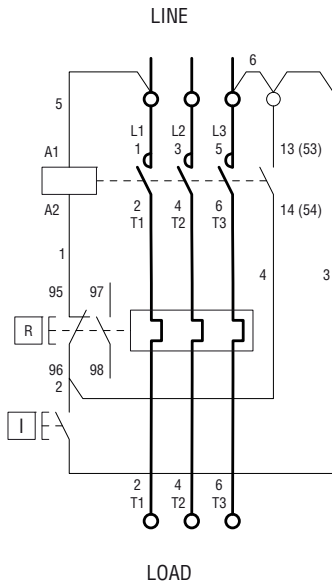 LINE
6
5
L1 L2 L3
1 3 5 13 (53)
A1
A2
2 4 6 14 (54)
T1 T2 T3
1 4 3
95 97
R
96 98
2
I
2 4 6
T1 T2 T3
LOAD